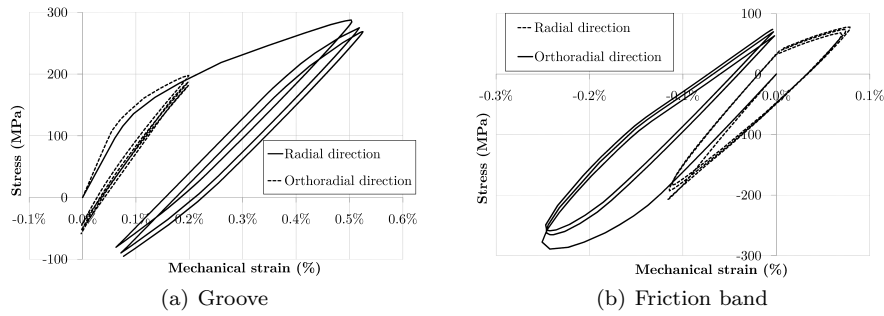 300
200
100
0
-100
-0.1%
0.0%
0.1%
0.2%
0.3%
0.4%
0.5%
0.6%
Stress (MPa)
Mechanical strain (%)
Radial direction
Orthoradial direction
(a) Groove
100
0
-100
-200
-300
-0.3%
-0.2%
-0.1%
0.0%
0.1%
Stress (MPa)
Mechanical strain (%)
Radial direction
Orthoradial direction
(b) Friction band